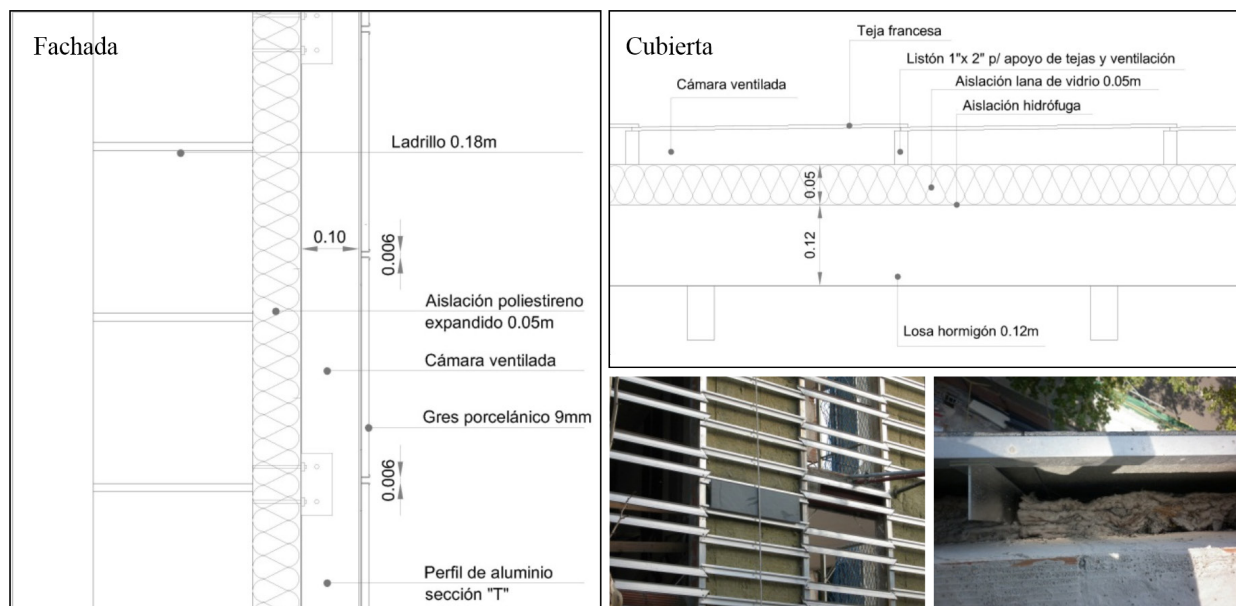 Fachada
Ladrillo 0.18m
0.10
0.006
Aislación poliestireno
expandido 0.05m
Cámara ventilada
Gres porcelánico 9mm
0.006
Perfil de aluminio
sección "T"
Cubierta
Teja francesa
Listón 1"x 2" p/ apoyo de tejas y ventilación
Cámara ventilada
Aislación lana de vidrio 0.05m
Aislación hidrófuga
0.05
0.12
Losa hormigón 0.12m